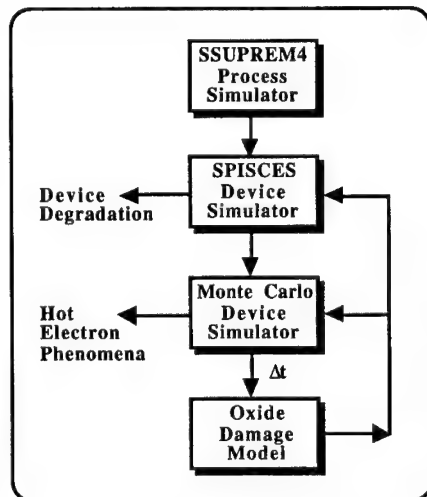 SSUPREM4
Process
Simulator
SPISCES
Device
Simulator
Device
Degradation
Monte Carlo
Device
Simulator
Hot
Electron
Phenomena
Δt
Oxide
Damage
Model